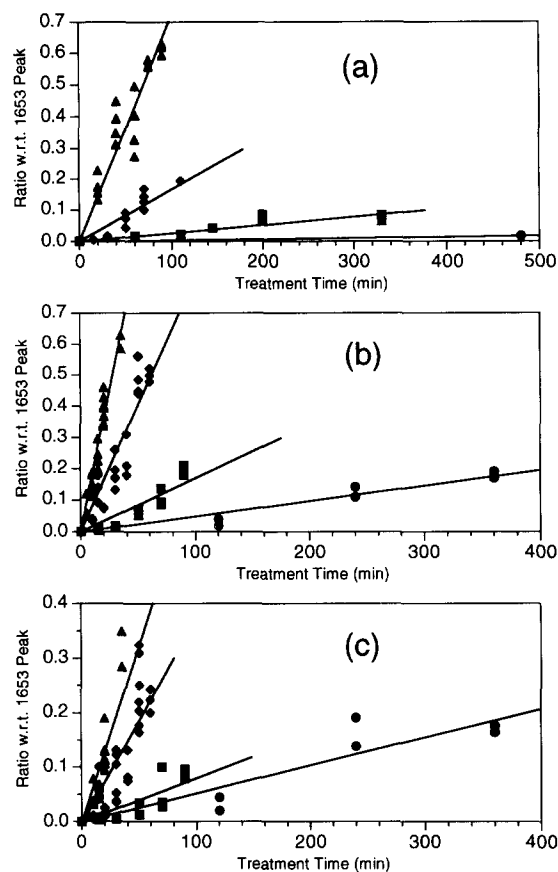 0.7
0.6
0.5
0.4
0.3
0.2
0.1
0.0
Ratio w.r.t. 1653 Peak
(a)
0 100 200 300 400 500
Treatment Time (min)
0.7
0.6
0.5
0.4
0.3
0.2
0.1
0.0
Ratio w.r.t. 1653 Peak
(b)
0 100 200 300 400
Treatment Time (min)
0.4
0.3
0.2
0.1
0.0
Ratio w.r.t. 1653 Peak
(c)
0 100 200 300 400
Treatment Time (min)